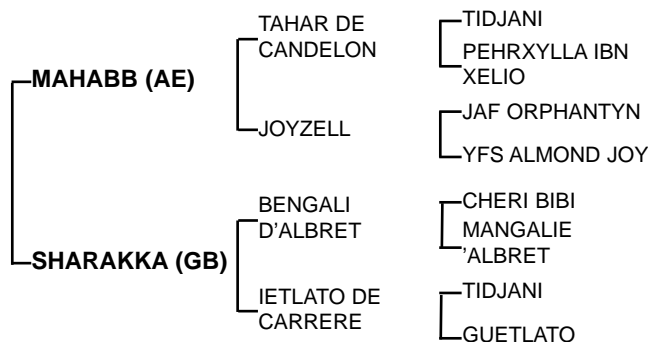 TAHAR DE
CANDELON
TIDJANI
PEHRXYLLA IBN
XELIO
MAHABB (AE)
JOYZELL
JAF ORPHANTYN
YFS ALMOND JOY
BENGALI
D'ALBRET
CHERI BIBI
MANGALIE
'ALBRET
SHARAKKA (GB)
IETLATO DE
CARRERE
TIDJANI
GUETLATO